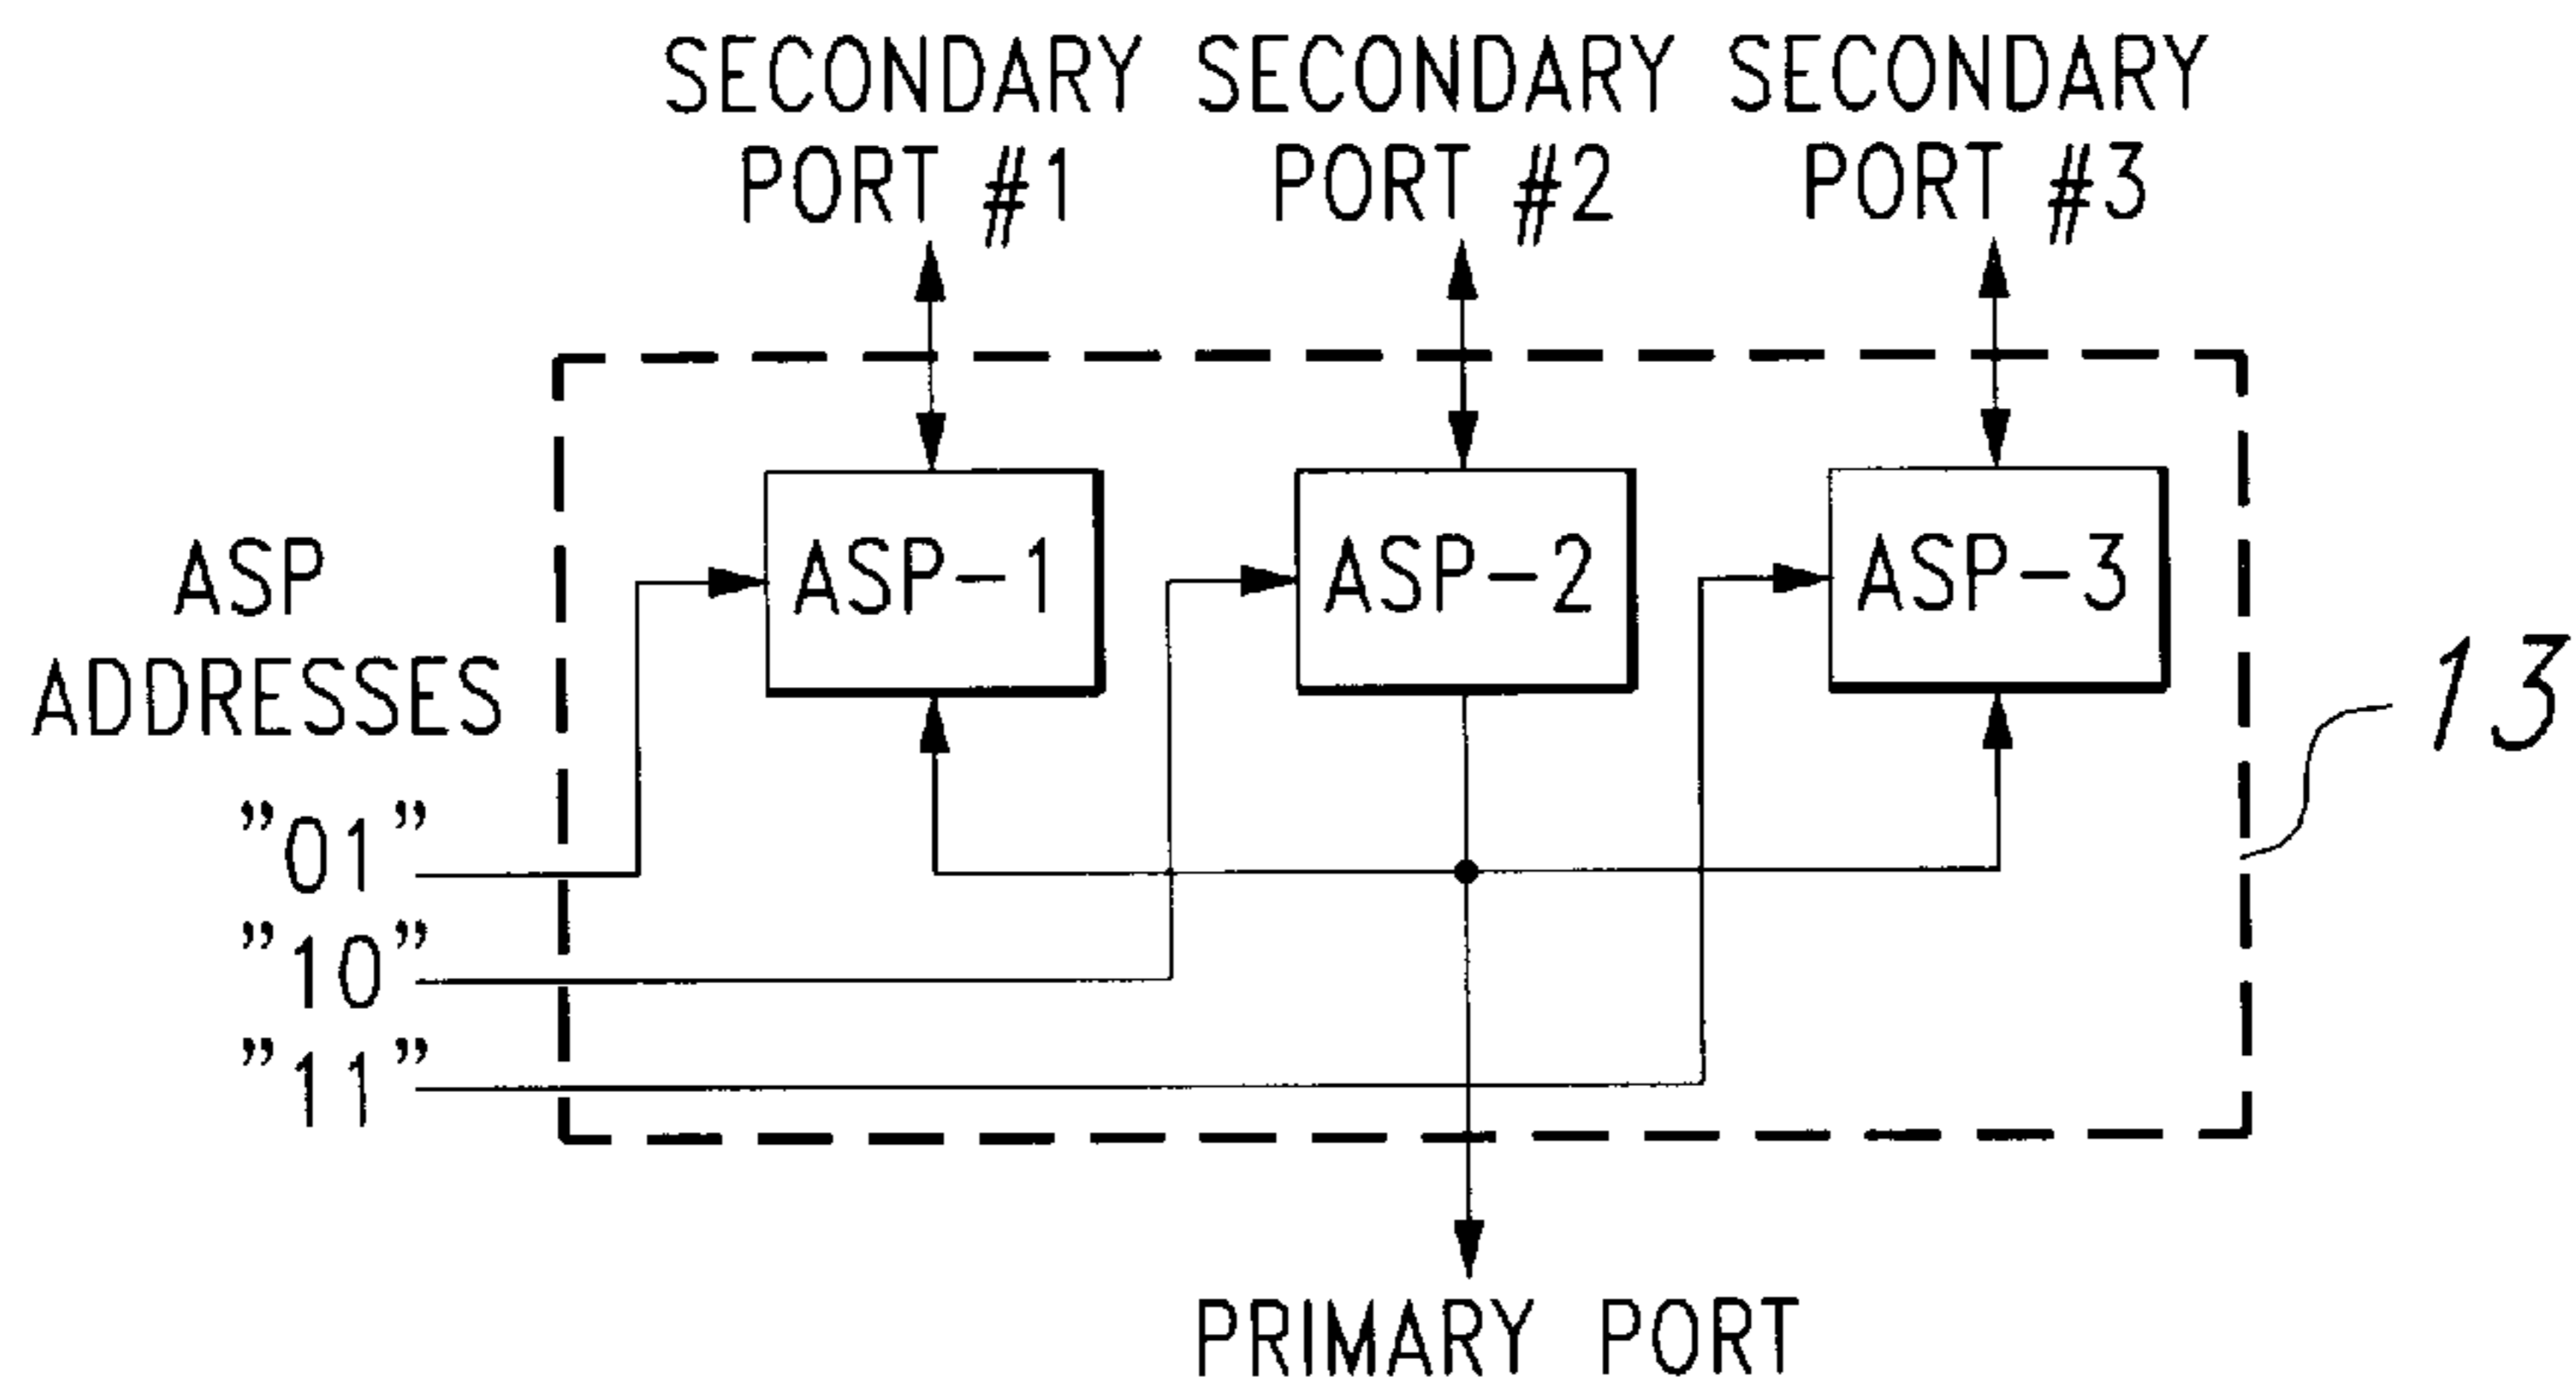 SECONDARY PORT #1
SECONDARY PORT #2
SECONDARY PORT #3
ASP-1
ASP-2
ASP-3
ASP
ADDRESSES
13
”01”
”10”
”11”
PRIMARY PORT